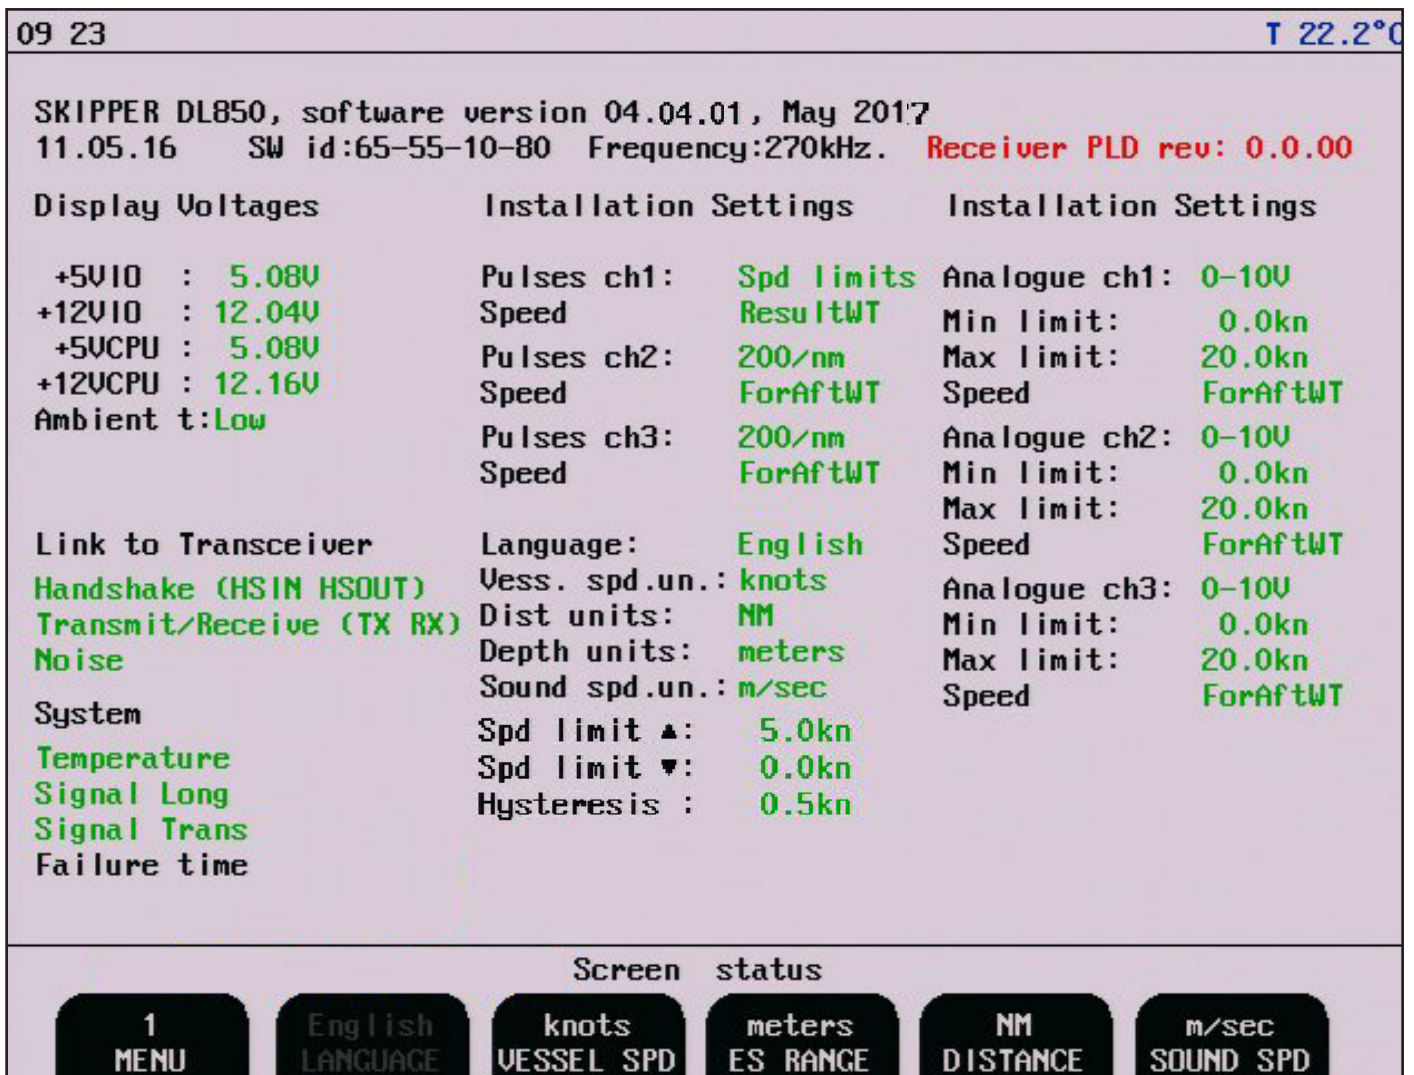 09 23
T 22.2°C
SKIPPER DL850, software version 04.04.01, May 2017
11.05.16 SW id:65-55-10-80 Frequency:270kHz. Receiver PLD rev: 0.0.00
Display Voltages
+5VIO : 5.08V
+12VIO : 12.04V
+5VCPU : 5.08V
+12VCPU : 12.16V
Ambient t:Low
Link to Transceiver
Handshake (HSIN HSOUT)
Transmit/Receive (TX RX)
Noise
System
Temperature
Signal Long
Signal Trans
Failure time
Installation Settings
Pulses ch1: Spd limits
Speed ResultWT
Pulses ch2: 200/nm
Speed ForAftWT
Pulses ch3: 200/nm
Speed ForAftWT
Language: English
Vess. spd.un.: knots
Dist units: NM
Depth units: meters
Sound spd.un.: m/sec
Spd limit ▲: 5.0kn
Spd limit ▼: 0.0kn
Hysteresis : 0.5kn
Installation Settings
Analogue ch1: 0-10V
Min limit: 0.0kn
Max limit: 20.0kn
Speed ForAftWT
Analogue ch2: 0-10V
Min limit: 0.0kn
Max limit: 20.0kn
Speed ForAftWT
Analogue ch3: 0-10V
Min limit: 0.0kn
Max limit: 20.0kn
Speed ForAftWT
Screen status
1
MENU
English
LANGUAGE
knots
VESSEL SPD
meters
ES RANGE
NM
DISTANCE
m/sec
SOUND SPD